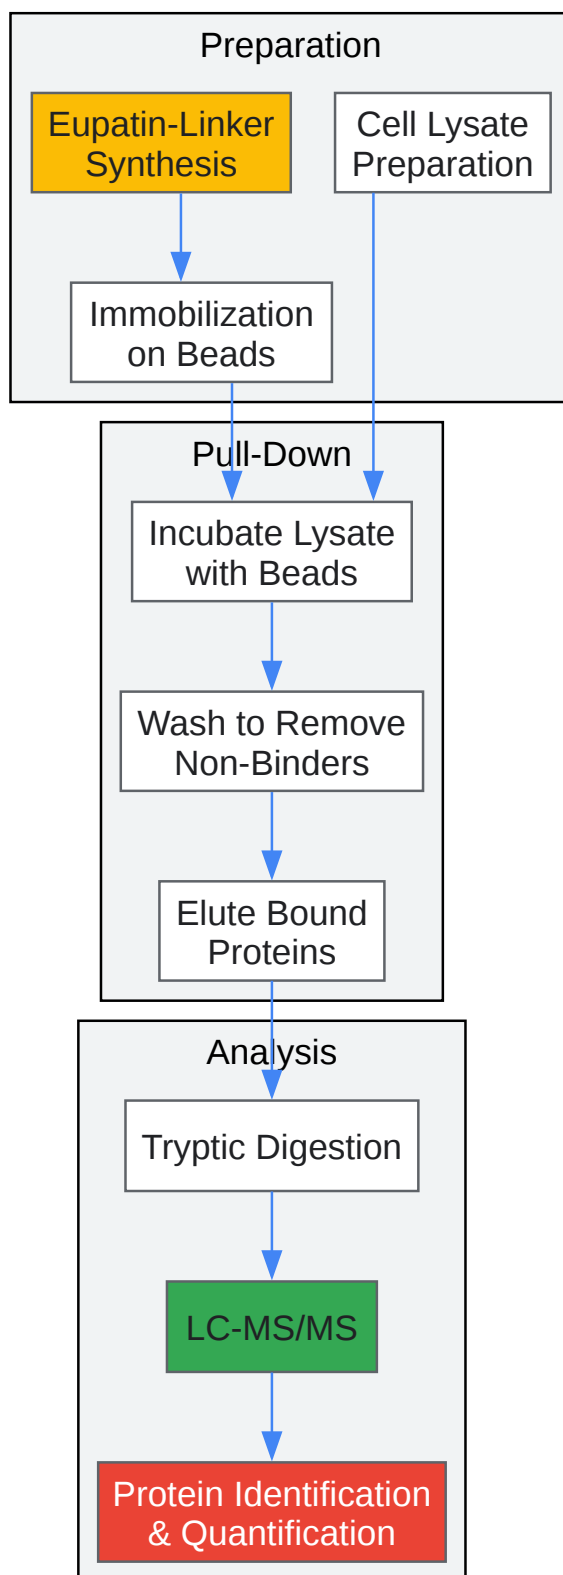 Preparation
Eupatin-Linker
Synthesis
Cell Lysate
Preparation
Immobilization
on Beads
Pull-Down
Incubate Lysate
with Beads
Wash to Remove
Non-Binders
Elute Bound
Proteins
Analysis
Tryptic Digestion
LC-MS/MS
Protein Identification
& Quantification